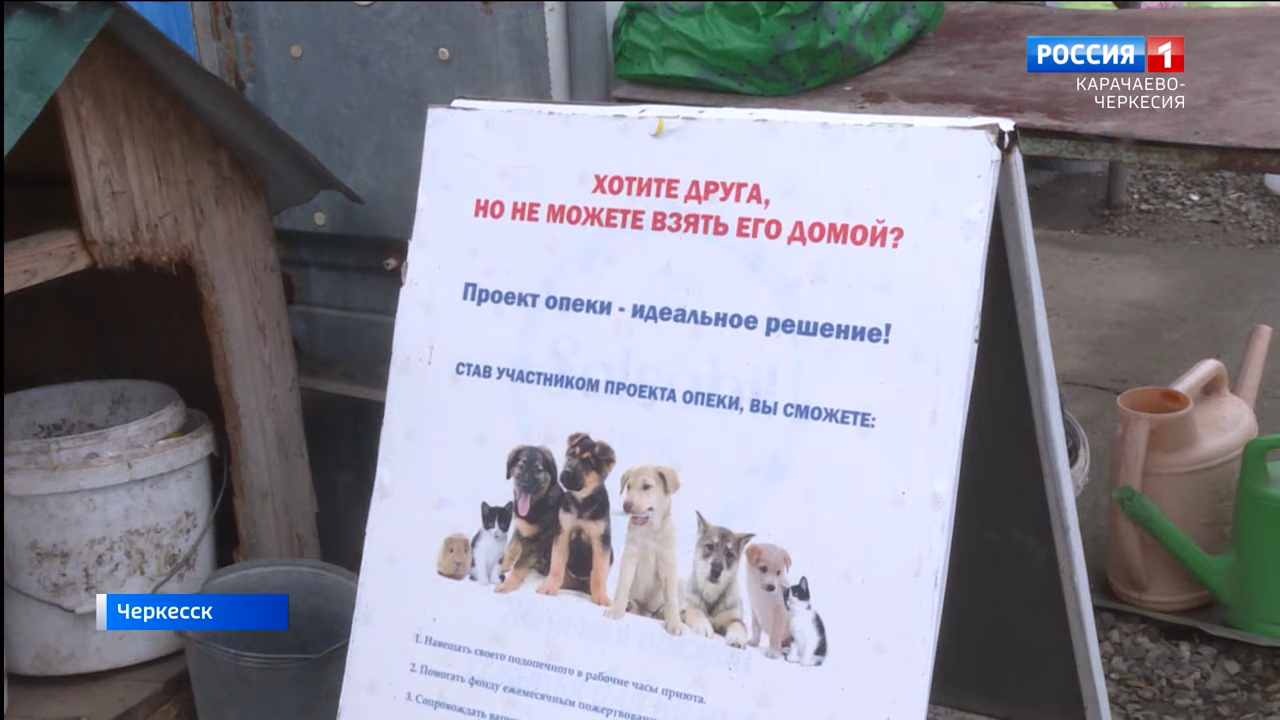 РОССИЯ 1
КАРАЧАЕВО-
ЧЕРКЕСИЯ
ХОТИТЕ ДРУГА,
НО НЕ МОЖЕТЕ ВЗЯТЬ ЕГО ДОМОЙ?
Проект опеки - идеальное решение!
СТАВ УЧАСТНИКОМ ПРОЕКТА ОПЕКИ, ВЫ СМОЖЕТЕ:
1. Навещать своего подопечного в рабочие часы приюта.
2. Помогать фонду ежемесячным
3. Сопровождать
Черкесск